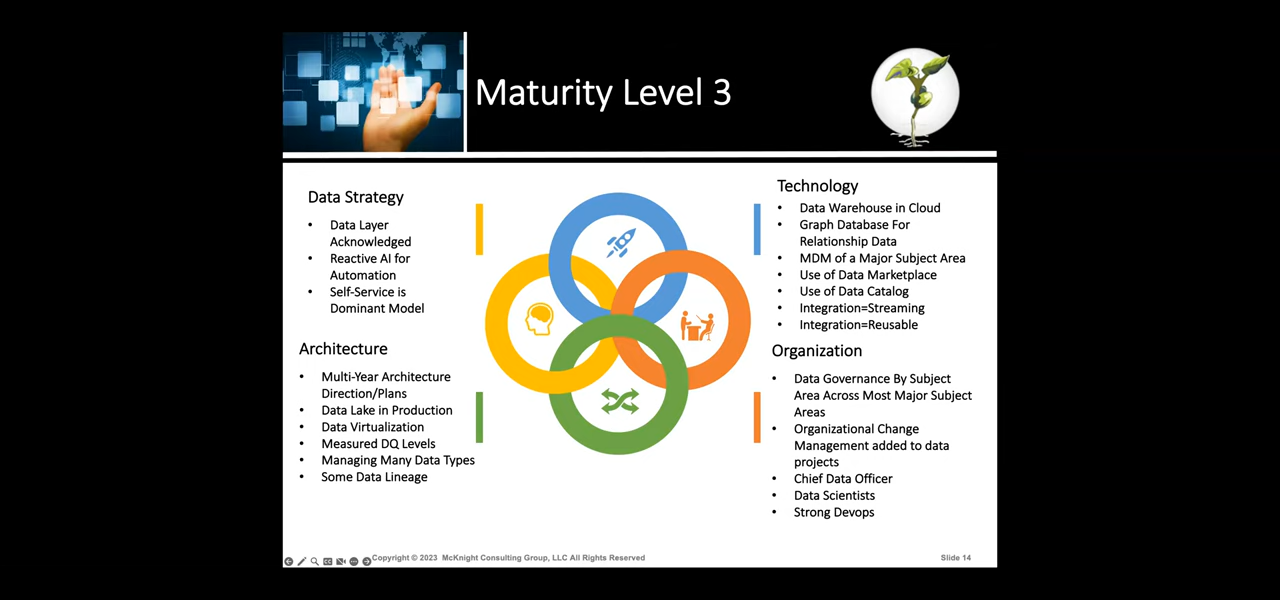 Maturity Level 3
Data Strategy
• Data Layer
Acknowledged
• Reactive AI for
Automation
• Self-Service is
Dominant Model
Architecture
• Multi-Year Architecture
Direction/Plans
• Data Lake in Production
• Data Virtualization
• Measured DQ Levels
• Managing Many Data Types
• Some Data Lineage
Technology
• Data Warehouse in Cloud
• Graph Database For
Relationship Data
• MDM of a Major Subject Area
• Use of Data Marketplace
• Use of Data Catalog
• Integration=Streaming
• Integration=Reusable
Organization
• Data Governance By Subject
Area Across Most Major Subject
Areas
• Organizational Change
Management added to data
projects
• Chief Data Officer
• Data Scientists
• Strong Devops
Copyright © 2023 McKnight Consulting Group, LLC All Rights Reserved
Slide 14